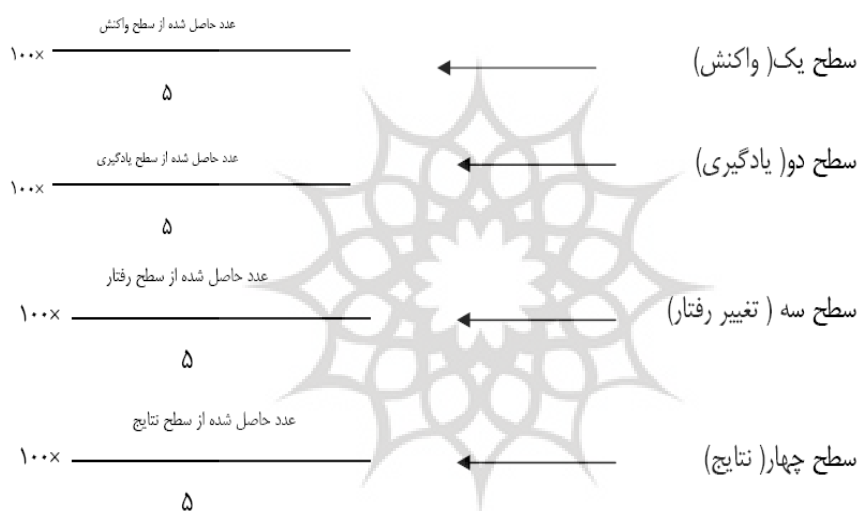 سطح یک( واکنش)
عدد حاصل شده از سطح واکنش
۱۰۰×
۵
سطح دو( یادگیری)
عدد حاصل شده از سطح یادگیری
۱۰۰×
۵
سطح سه ( تغییر رفتار)
عدد حاصل شده از سطح رفتار
۱۰۰×
۵
سطح چهار( نتایج)
عدد حاصل شده از سطح نتایج
۱۰۰×
۵